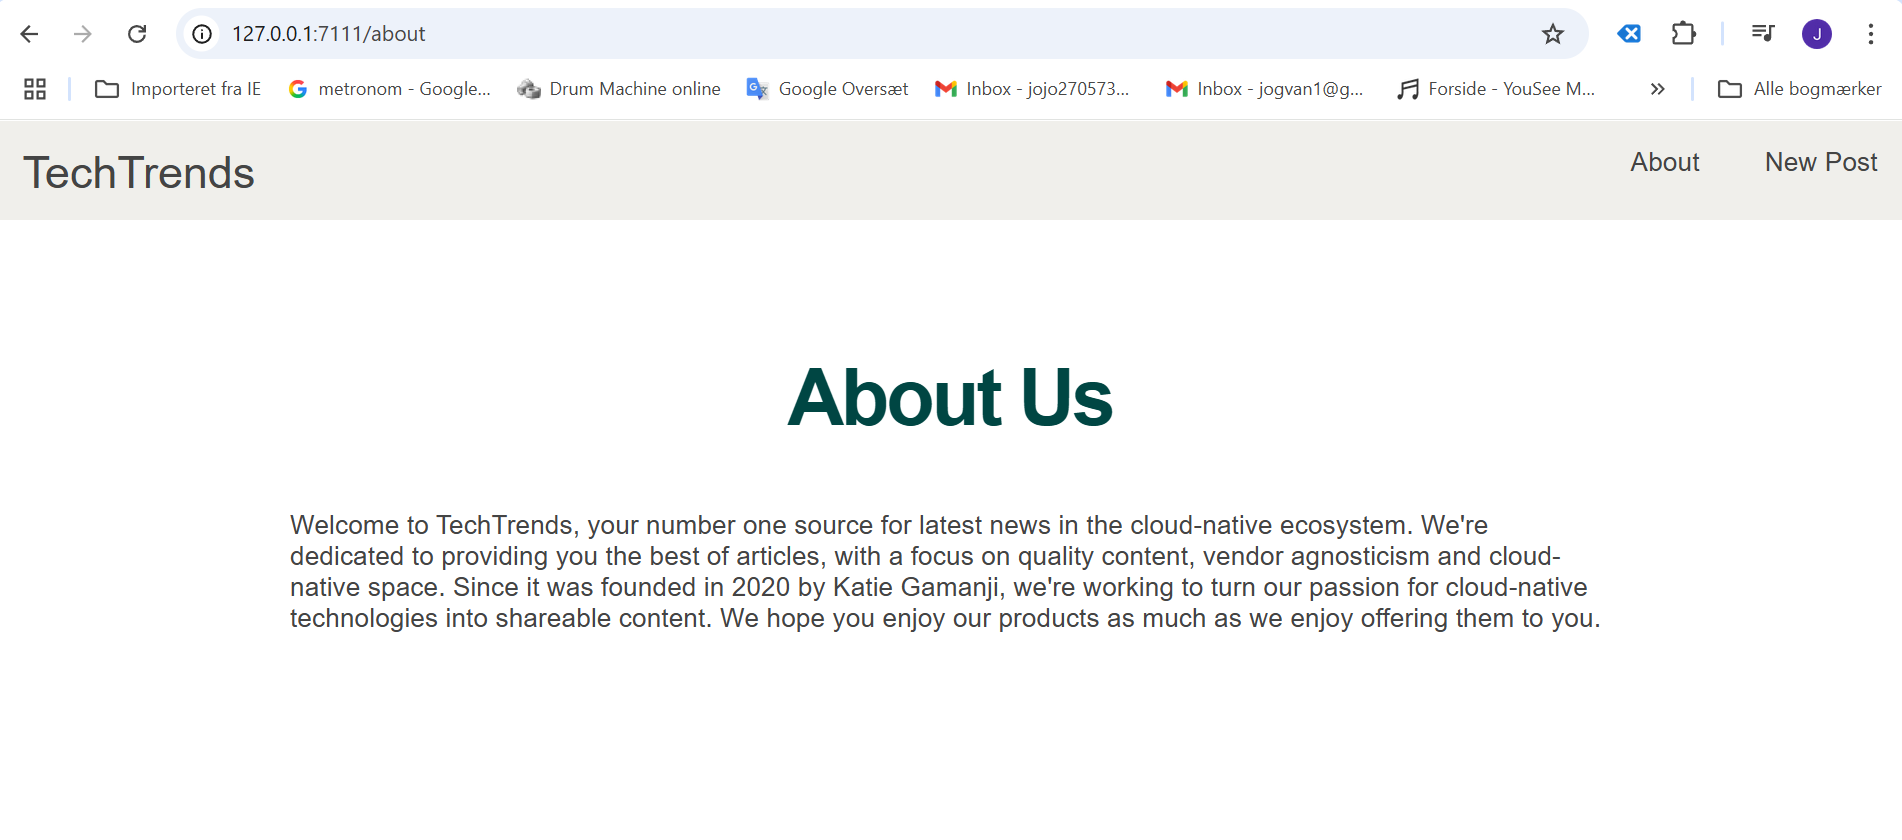 127.0.0.1:7111/about
J
Importeret fra IE
metronom - Google...
Drum Machine online
Google Oversæt
Inbox - jojo270573...
Inbox - jogvan1@g...
Forside - YouSee M...
»
Alle bogmærker
TechTrends
About
New Post
About Us
Welcome to TechTrends, your number one source for latest news in the cloud-native ecosystem. We're
dedicated to providing you the best of articles, with a focus on quality content, vendor agnosticism and cloud-
native space. Since it was founded in 2020 by Katie Gamanji, we're working to turn our passion for cloud-native
technologies into shareable content. We hope you enjoy our products as much as we enjoy offering them to you.